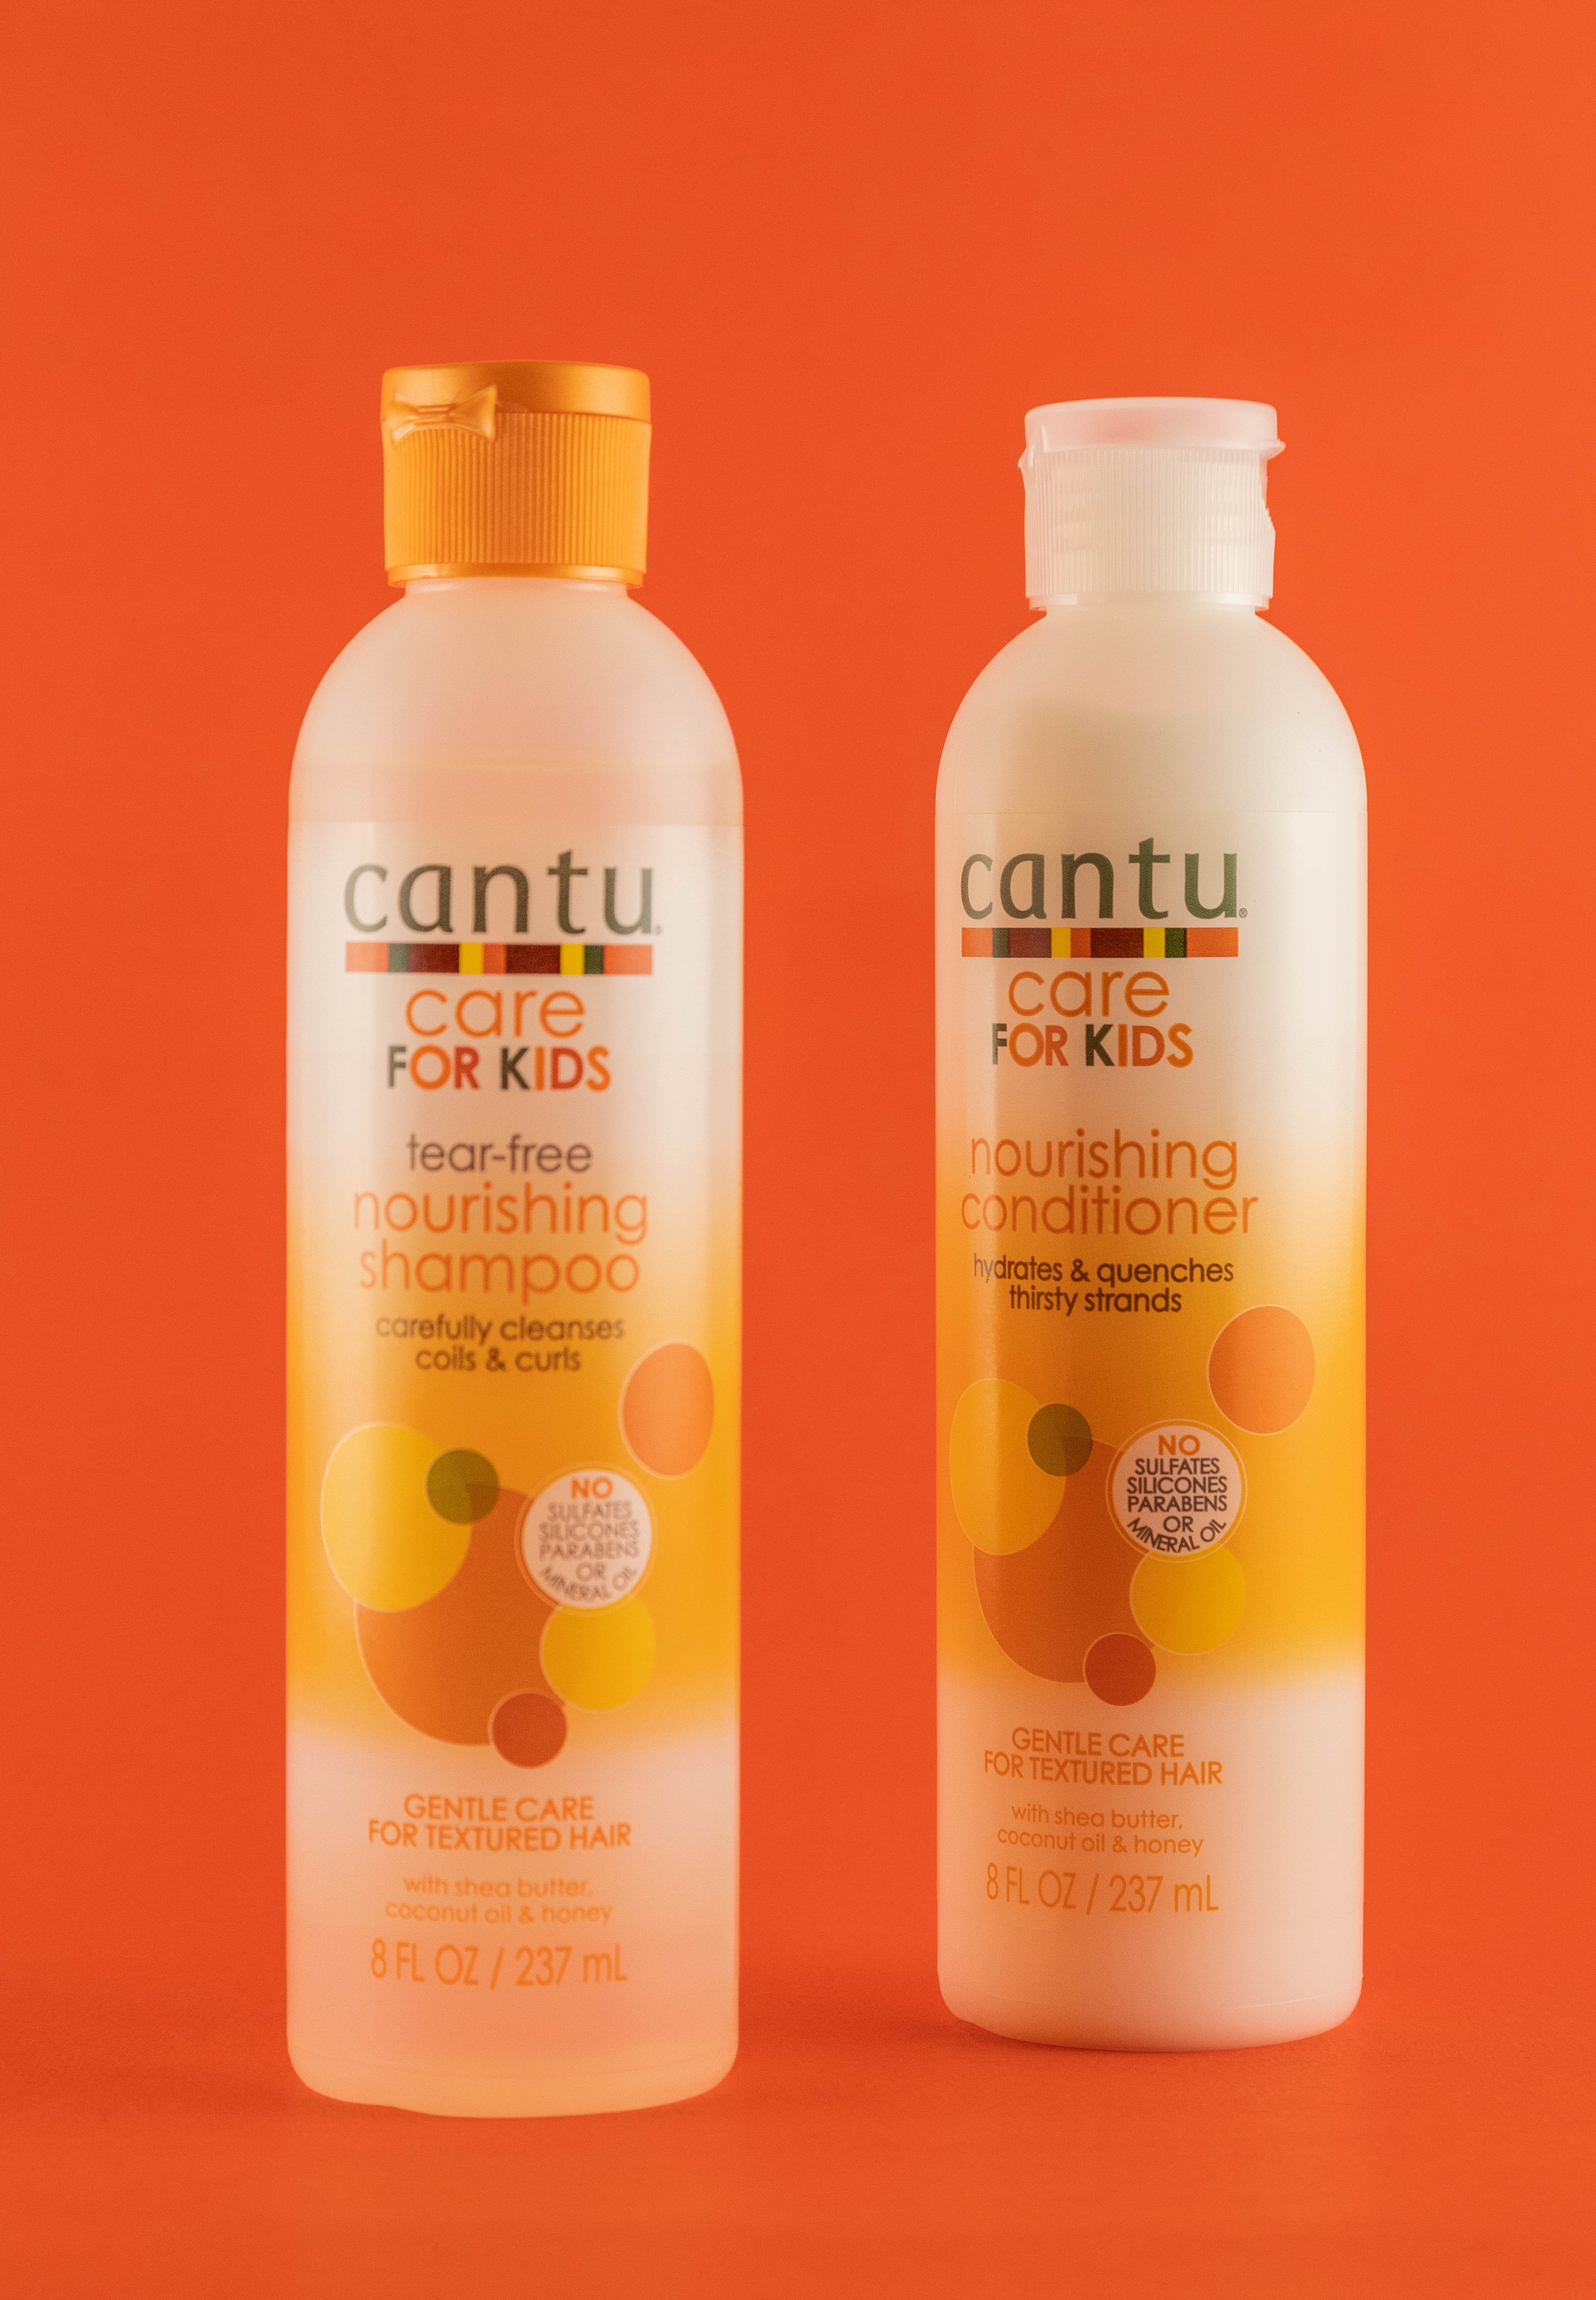 cantu
care
FOR KIDS
tear-free
nourishing
shampoo
carefully cleanses
coils & curls
NO
SULFATES
SILICONES
PARABENS
OR
MINERAL OIL
GENTLE CARE
FOR TEXTURED HAIR
with shea butter,
coconut oil & honey
8 FL OZ / 237 mL
cantu®
care
FOR KIDS
nourishing
conditioner
hydrates & quenches
thirsty strands
NO
SULFATES
SILICONES
PARABENS
OR
MINERAL OIL
GENTLE CARE
FOR TEXTURED HAIR
with shea butter,
coconut oil & honey
8 FL OZ / 237 mL